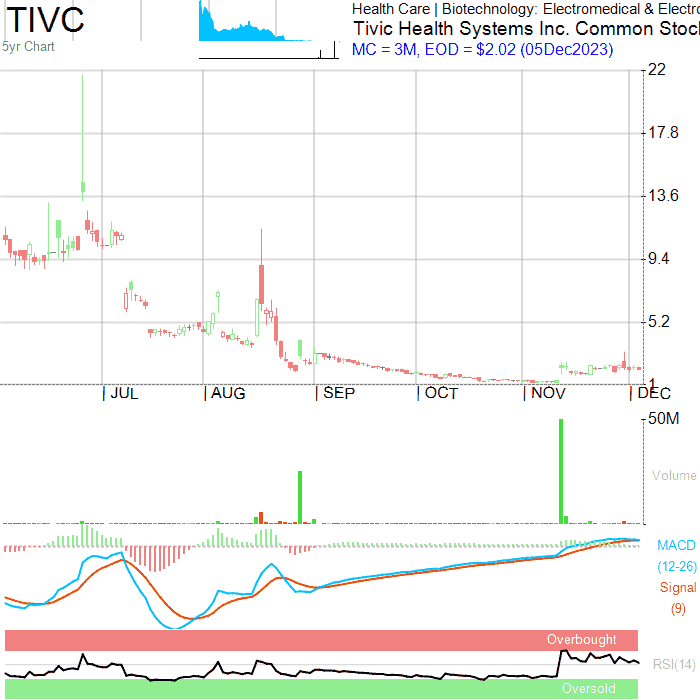 TIVC
5yr Chart
Health Care | Biotechnology: Electromedical & Electro
Tivic Health Systems Inc. Common Stoc
MC = 3M, EOD = $2.02 (05Dec2023)
22
17.8
13.6
9.4
5.2
1
| JUL | AUG | SEP | OCT | NOV | DEC
50M
Volume
MACD
(12-26)
Signal
(9)
Overbought
RSI(14)
Oversold